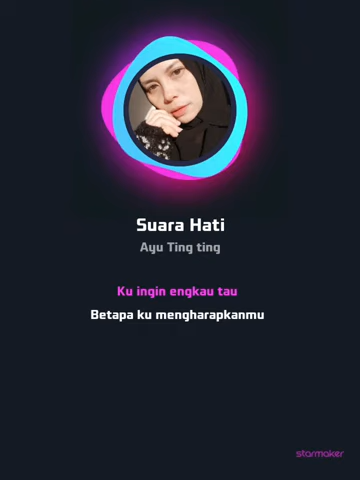 Suara Hati
Ayu Ting ting
Ku ingin engkau tau
Betapa ku mengharapkanmu
starmaker